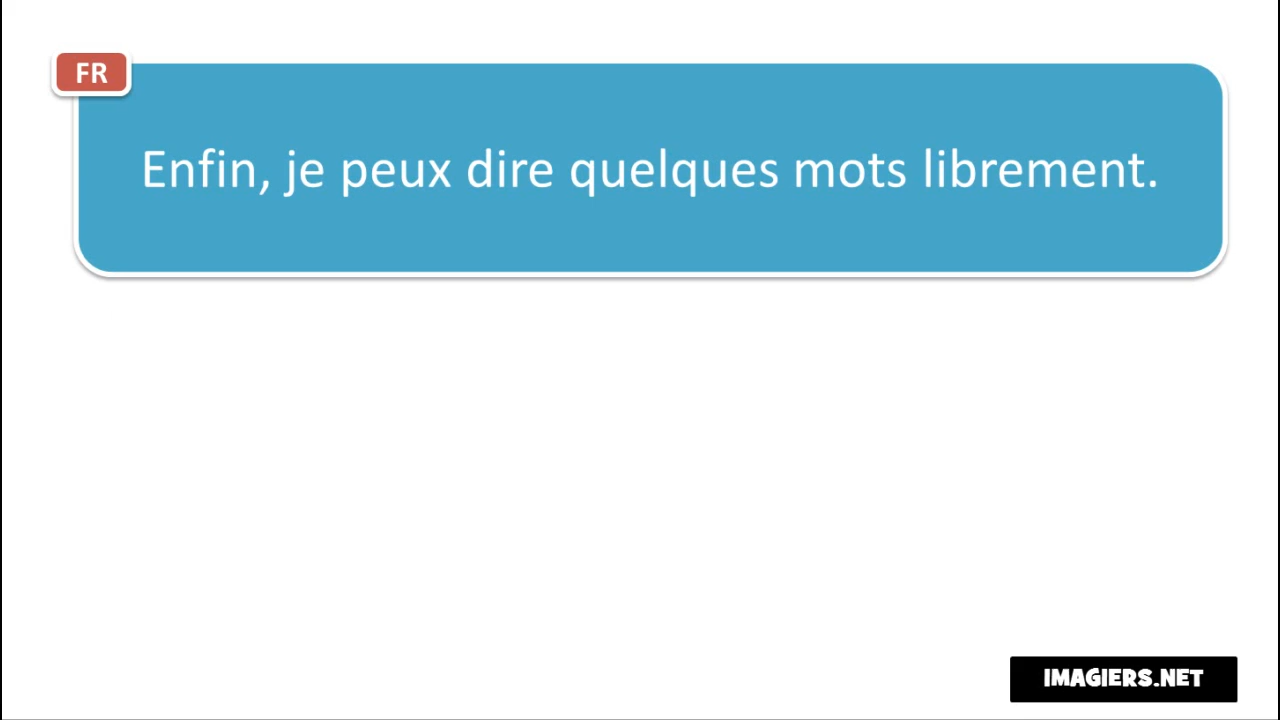 FR
Enfin, je peux dire quelques mots librement.
IMAGIERS.NET